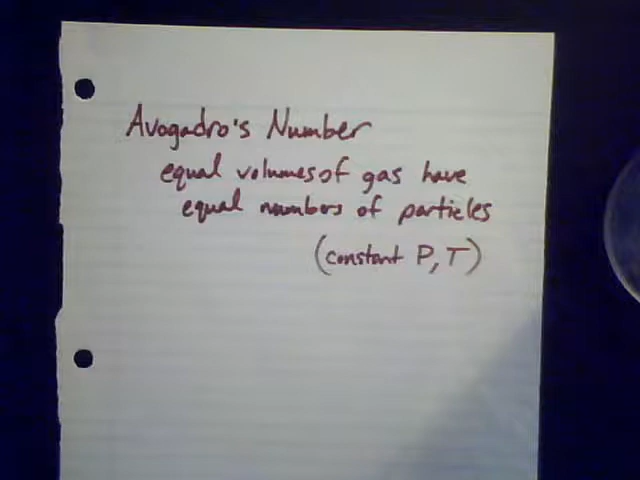 Avogadro's Number
equal volumes of gas have
equal numbers of particles
(constant P, T)